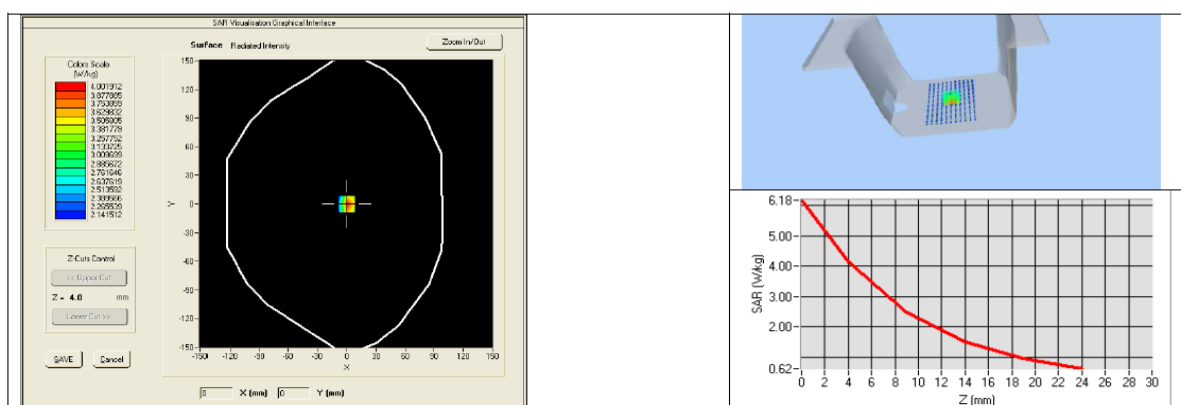 SAR Visualisation Graphical Interface
Surface Radiated Intensity
Zoom In/Out
Colors Scale
(W/kg)
4.001912
3.877885
3.753859
3.629832
3.505805
3.381779
3.257752
3.133725
3.009699
2.885672
2.761646
2.637619
2.513592
2.389566
2.265539
2.141512
150
120
90
60
30
0
-30
-60
-90
-120
-150
Y
-150 -120 -90 -60 -30 0 30 60 90 120 150
X
Z-Cuts Control
<< Upper Cut
Z = 4.0 mm
Lower Cut >>
SAVE Cancel
0 X (mm) 0 Y (mm)
6.18
5.00
4.00
3.00
2.00
0.62
SAR (W/kg)
0 2 4 6 8 10 12 14 16 18 20 22 24 26 28 30
Z (mm)